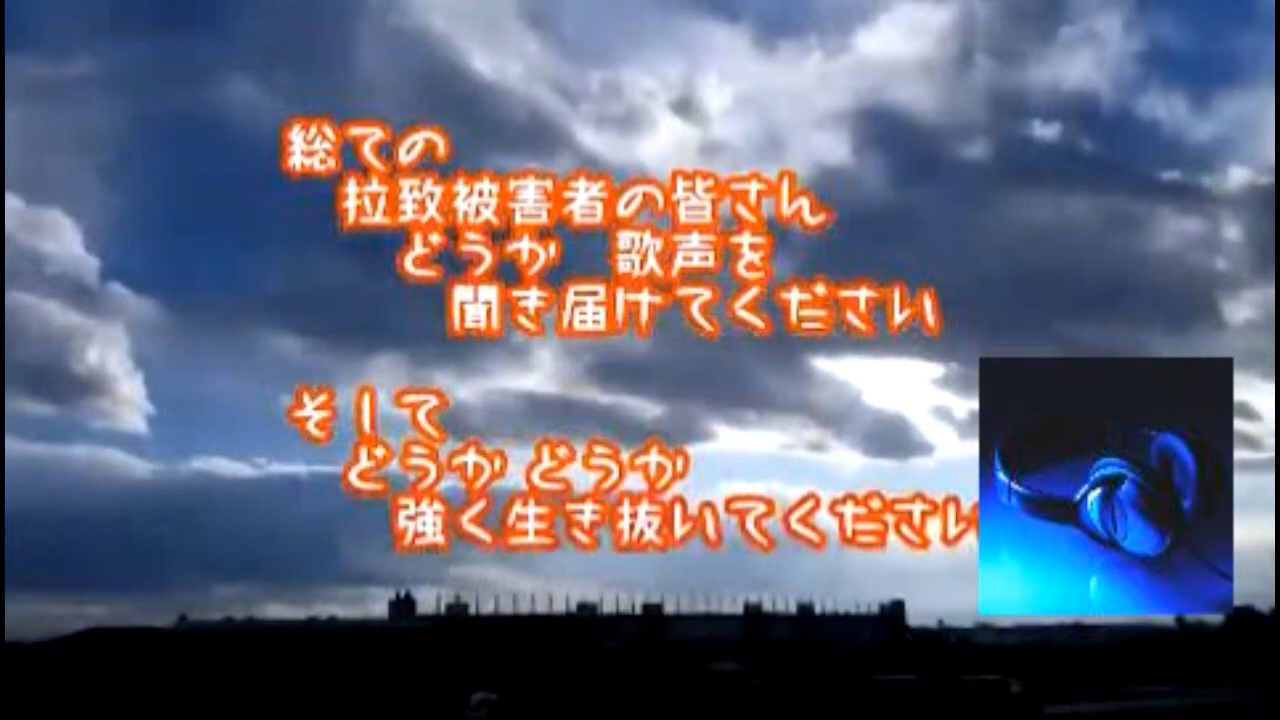 総ての
拉致被害者の皆さん
どうか 歌声を
聞き届けてください
そして
どうか どうか
強く生き抜いてください